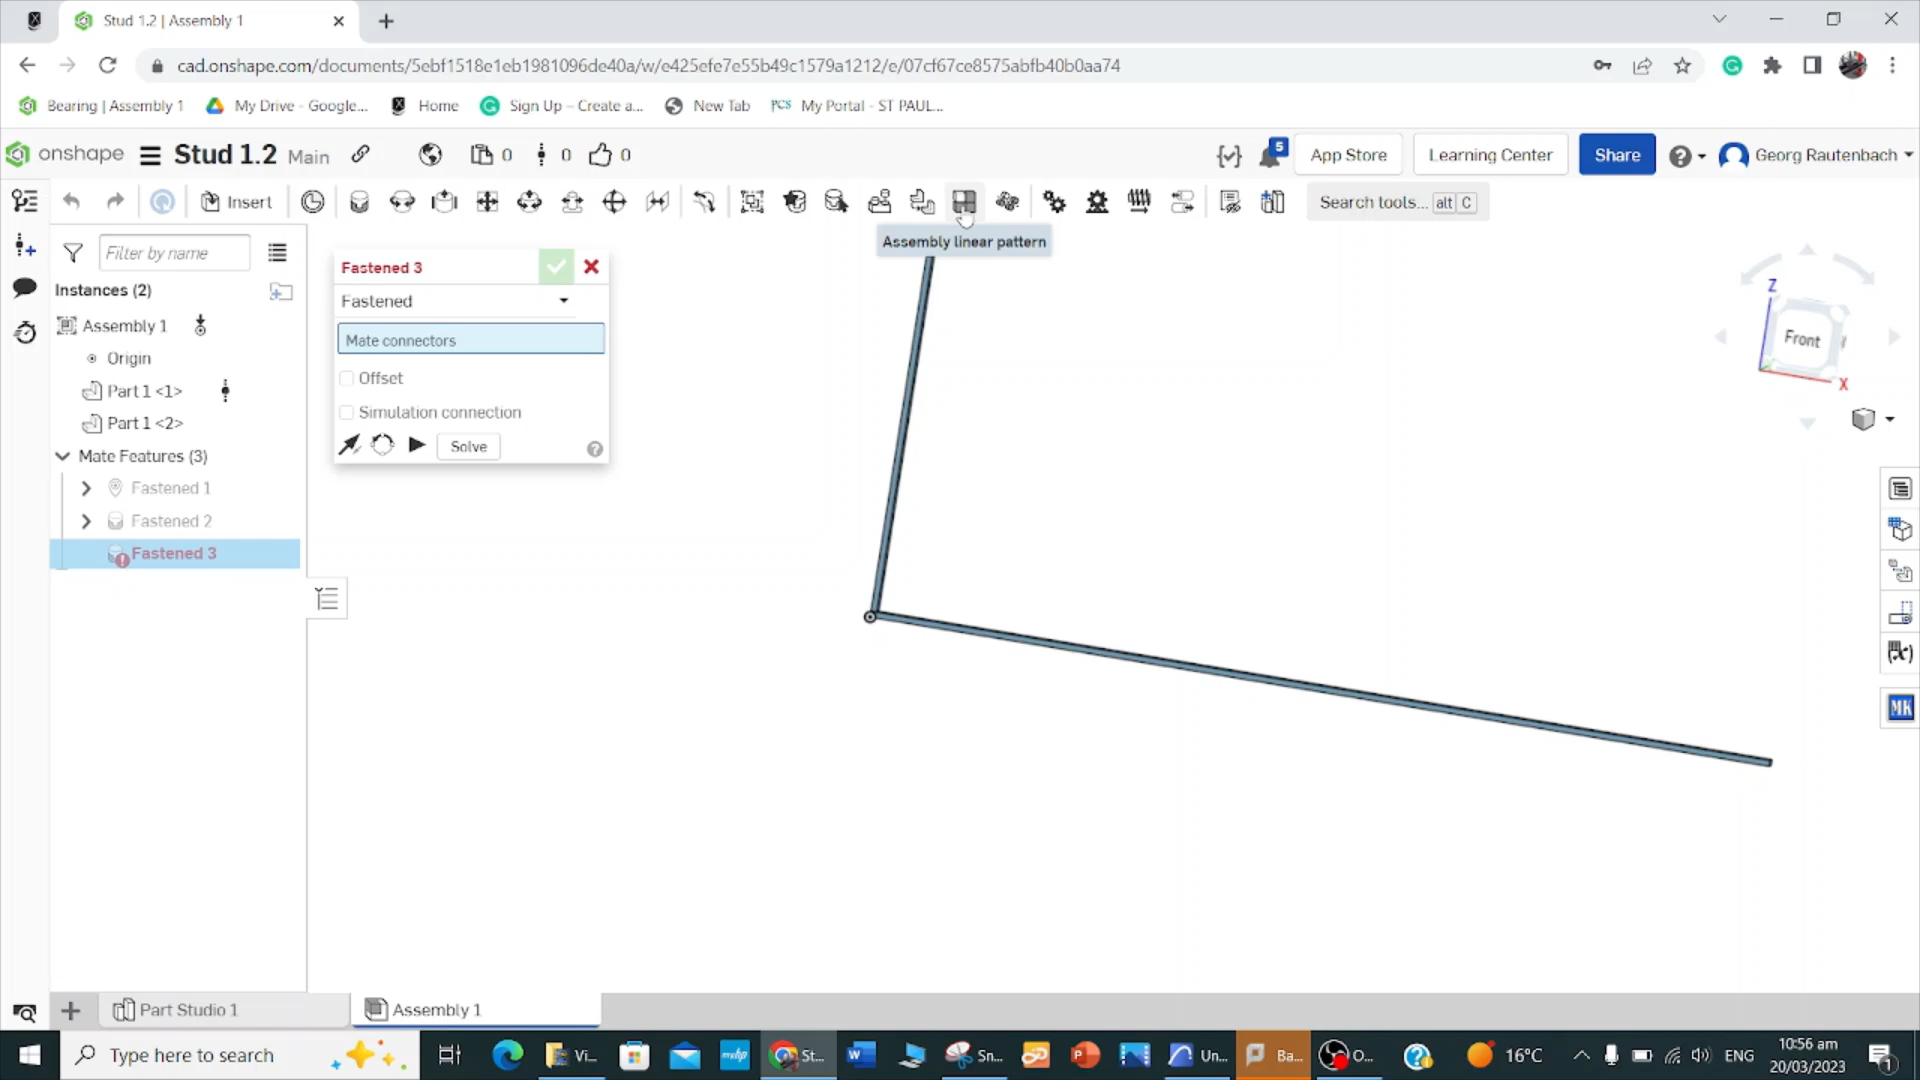 Stud 1.2 | Assembly 1
cad.onshape.com/documents/5ebf1518e1eb1981096de40a/w/e425efe7e55b49c1579a1212/e/07cf67ce8575abfb40b0aa74
Bearing | Assembly 1
My Drive - Google...
Home
Sign Up – Create a...
New Tab
PCS My Portal - ST PAUL...
onshape Stud 1.2 Main
0
0
0
5
App Store
Learning Center
Share
Georg Rautenbach
Insert
Search tools... alt C
Assembly linear pattern
Filter by name
Instances (2)
Assembly 1
Origin
Part 1 <1>
Part 1 <2>
Mate Features (3)
Fastened 1
Fastened 2
Fastened 3
Fastened 3
Fastened
Mate connectors
Offset
Simulation connection
Solve
Z
Front
X
MK
Part Studio 1
Assembly 1
Type here to search
Vi...
mxhp
St...
Sn...
Un...
Ba...
O...
16°C
ENG
10:56 am
20/03/2023
1